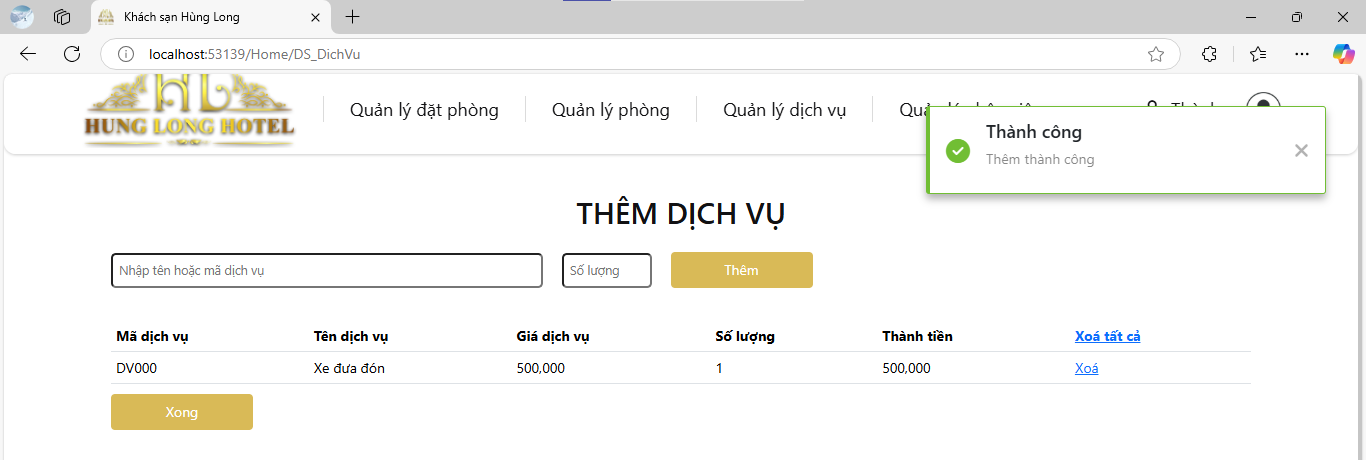 Khách sạn Hùng Long
localhost:53139/Home/DS_DichVu
HUNG LONG HOTEL
Quản lý đặt phòng
Quản lý phòng
Quản lý dịch vụ
Thành công
Thêm thành công
THÊM DỊCH VỤ
Nhập tên hoặc mã dịch vụ
Số lượng
Thêm
Mã dịch vụ Tên dịch vụ Giá dịch vụ Số lượng Thành tiền Xoá tất cả
DV000 Xe đưa đón 500,000 1 500,000 Xoá
Xong